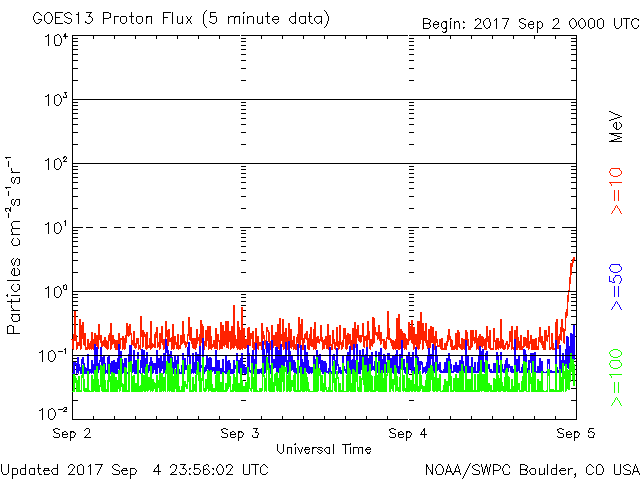 GOES13 Proton Flux (5 minute data)
Begin: 2017 Sep 2 0000 UTC
10⁴
10³
10²
10¹
10⁰
10⁻¹
10⁻²
Particles cm⁻²s⁻¹sr⁻¹
MeV
>=10
>=50
>=100
Sep 2
Sep 3
Sep 4
Sep 5
Universal Time
Updated 2017 Sep 4 23:56:02 UTC
NOAA/SWPC Boulder, CO USA